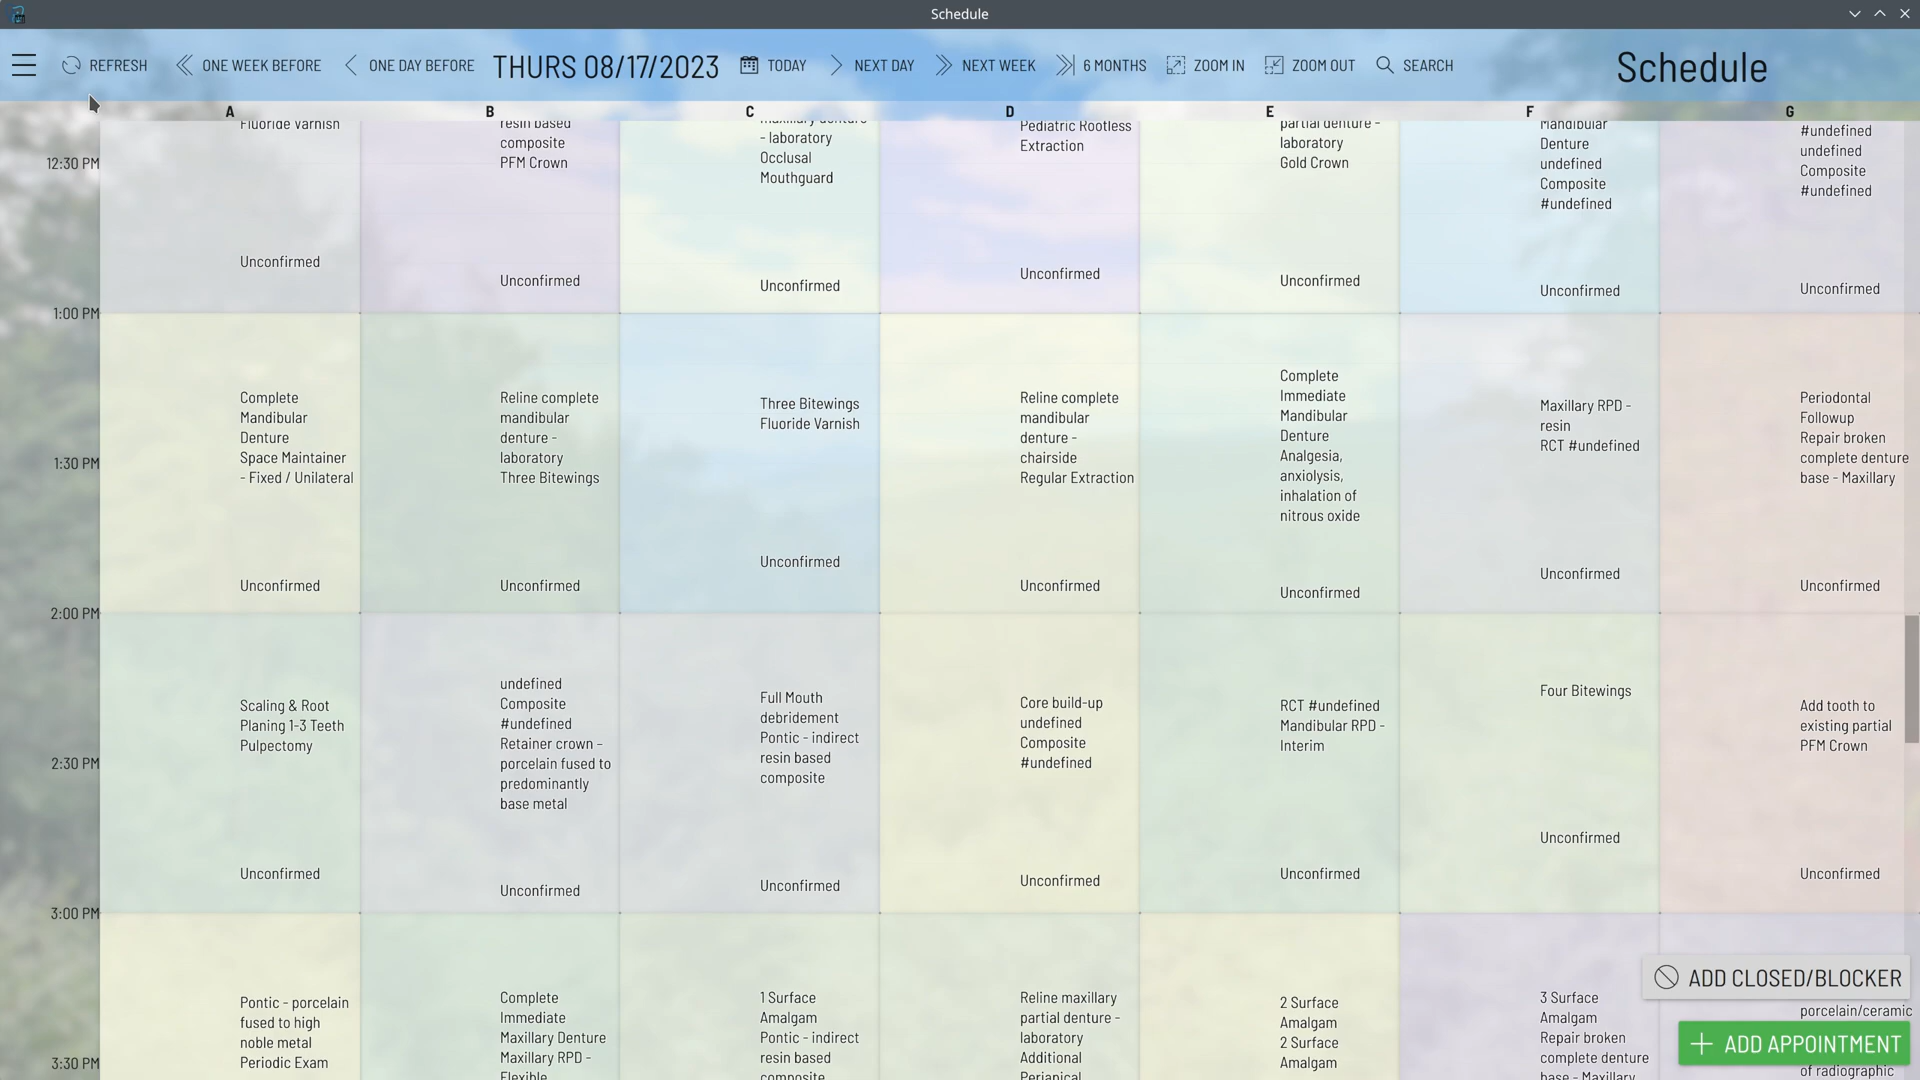 Schedule
REFRESH
ONE WEEK BEFORE
ONE DAY BEFORE
THURS 08/17/2023
TODAY
NEXT DAY
NEXT WEEK
6 MONTHS
ZOOM IN
ZOOM OUT
SEARCH
Schedule
A
B
C
D
E
F
G
12:30 PM
Fluoride Varnish
Unconfirmed
resin based
composite
PFM Crown
Unconfirmed
maxillary denture
- laboratory
Occlusal
Mouthguard
Unconfirmed
Pediatric Rootless
Extraction
Unconfirmed
partial denture -
laboratory
Gold Crown
Unconfirmed
Mandibular
Denture
undefined
Composite
#undefined
Unconfirmed
#undefined
undefined
Composite
#undefined
Unconfirmed
1:00 PM
1:30 PM
Complete
Mandibular
Denture
Space Maintainer
- Fixed / Unilateral
Unconfirmed
Reline complete
mandibular
denture -
laboratory
Three Bitewings
Unconfirmed
Three Bitewings
Fluoride Varnish
Unconfirmed
Reline complete
mandibular
denture -
chairside
Regular Extraction
Unconfirmed
Complete
Immediate
Mandibular
Denture
Analgesia,
anxiolysis,
inhalation of
nitrous oxide
Unconfirmed
Maxillary RPD -
resin
RCT #undefined
Unconfirmed
Periodontal
Followup
Repair broken
complete denture
base - Maxillary
Unconfirmed
2:00 PM
2:30 PM
Scaling & Root
Planing 1-3 Teeth
Pulpectomy
Unconfirmed
undefined
Composite
#undefined
Retainer crown -
porcelain fused to
predominantly
base metal
Unconfirmed
Full Mouth
debridement
Pontic - indirect
resin based
composite
Unconfirmed
Core build-up
undefined
Composite
#undefined
Unconfirmed
RCT #undefined
Mandibular RPD -
Interim
Unconfirmed
Four Bitewings
Unconfirmed
Add tooth to
existing partial
PFM Crown
Unconfirmed
3:00 PM
3:30 PM
Pontic - porcelain
fused to high
noble metal
Periodic Exam
Complete
Immediate
Maxillary Denture
Maxillary RPD -
Flexible
1 Surface
Amalgam
Pontic - indirect
resin based
composite
Reline maxillary
partial denture -
laboratory
Additional
Periapical
2 Surface
Amalgam
2 Surface
Amalgam
3 Surface
Amalgam
Repair broken
complete denture
base - Maxillary
porcelain/ceramic
of radiographic
ADD CLOSED/BLOCKER
ADD APPOINTMENT